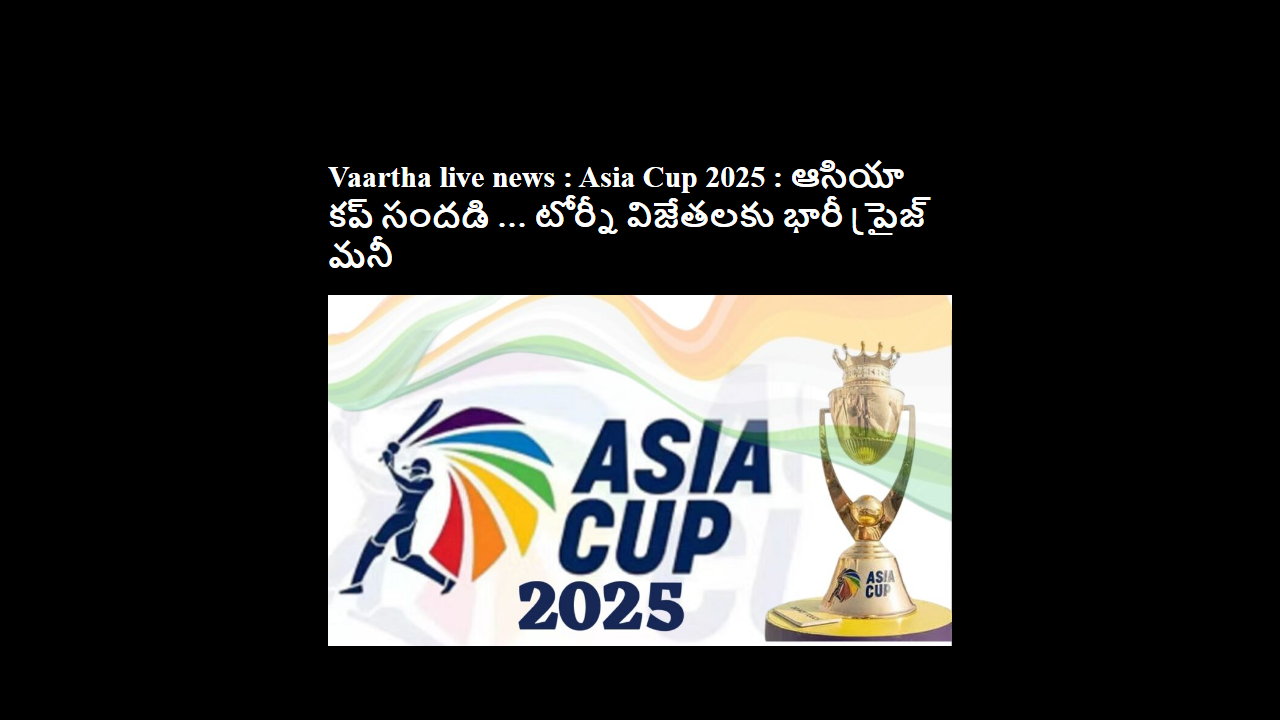 Vaartha live news : Asia Cup 2025 : ఆసియా
కప్ సందడి ... టోర్నీ విజేతలకు భారీ ప్రైజ్
మనీ
ASIA
CUP
2025
ASIA
CUP